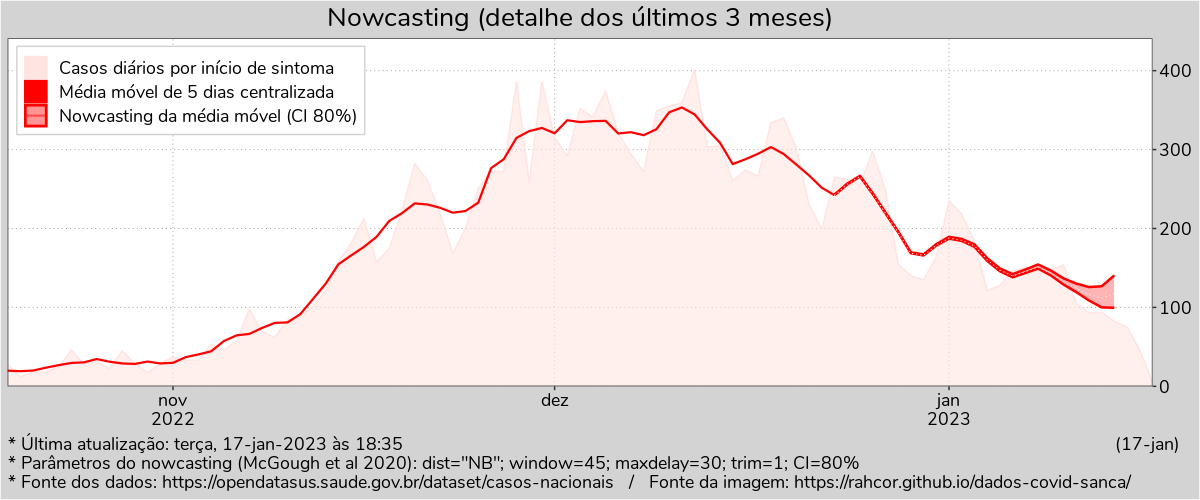 Nowcasting (detalhe dos últimos 3 meses)
Casos diários por início de sintoma
Média móvel de 5 dias centralizada
Nowcasting da média móvel (CI 80%)
400
300
200
100
0
nov
2022
dez
jan
2023
* Última atualização: terça, 17-jan-2023 às 18:35
(17-jan)
* Parâmetros do nowcasting (McGough et al 2020): dist="NB"; window=45; maxdelay=30; trim=1; CI=80%
* Fonte dos dados: https://opendatasus.saude.gov.br/dataset/casos-nacionais / Fonte da imagem: https://rahcor.github.io/dados-covid-sanca/